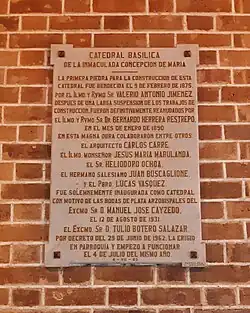 CATEDRAL BASILICA
DE LA INMACULADA CONCEPCION DE MARIA
LA PRIMERA PIEDRA PARA LA CONSTRUCCION DE ESTA
CATEDRAL FUE BENDECIDA EL 9 DE FEBRERO DE 1875
POR EL ILMO Y RVMO SR VALERIO ANTONIO JIMENEZ.
DESPUES DE UNA LARGA SUSPENSION DE LOS TRABAJOS DE
CONSTRUCCION, FUERON DEFINITIVAMENTE REANUDADOS POR
EL ILMO Y RVMO SR DR BERNARDO HERRERA RESTREPO,
EN EL MES DE ENERO DE 1890
EN ESTA MAGNA OBRA COLABORARON ENTRE OTROS:
EL ARQUITECTO CARLOS CARRE,
EL ILMO. MONSEÑOR JESUS MARIA MARULANDA,
EL SR. HELIODORO OCHOA,
EL HERMANO SALESIANO JUAN BUSCAGLIONE,
Y EL PBRO. LUCAS VASQUEZ.
FUE SOLEMNEMENTE INAUGURADA COMO CATEDRAL
CON MOTIVO DE LAS BODAS DE PLATA ARZOBISPALES DEL
EXCMO SR D. MANUEL JOSE CAYZEDO,
EL 12 DE AGOSTO DE 1931.
EL EXCMO. SR D. TULIO BOTERO SALAZAR,
POR DECRETO DEL 29 DE JUNIO DE 1962, LA ERIGIO
EN PARROQUIA Y EMPEZO A FUNCIONAR
EL 4 DE JULIO DEL MISMO AÑO.